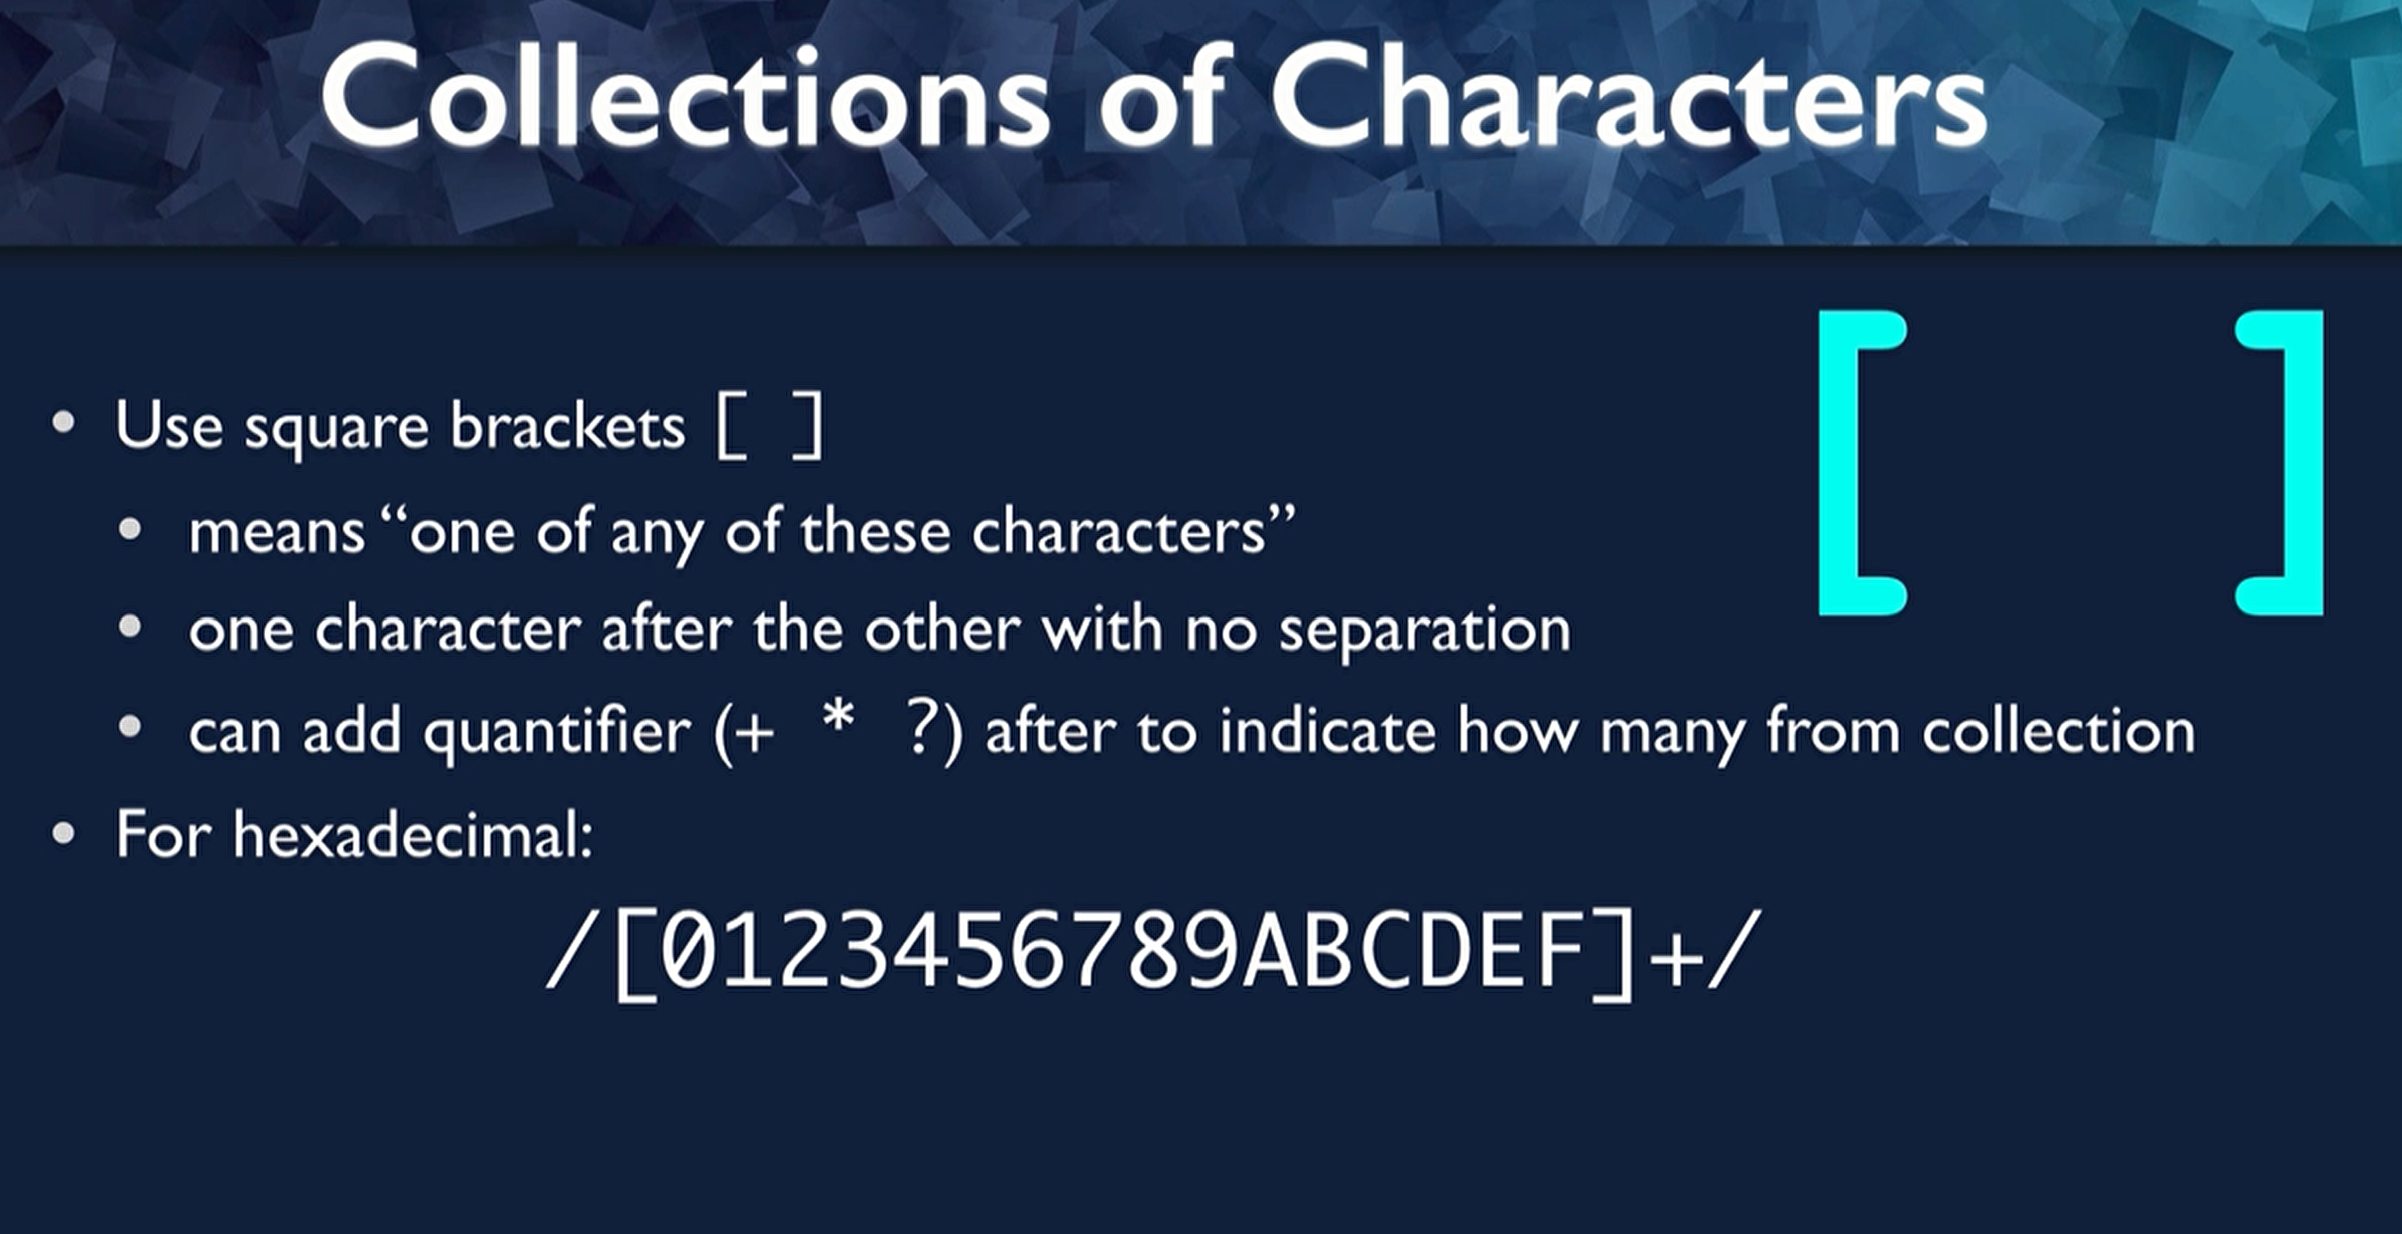 Collections of Characters
[ ]
• Use square brackets [ ]
• means “one of any of these characters”
• one character after the other with no separation
• can add quantifier (+ * ?) after to indicate how many from collection
• For hexadecimal:
/[0123456789ABCDEF]+/